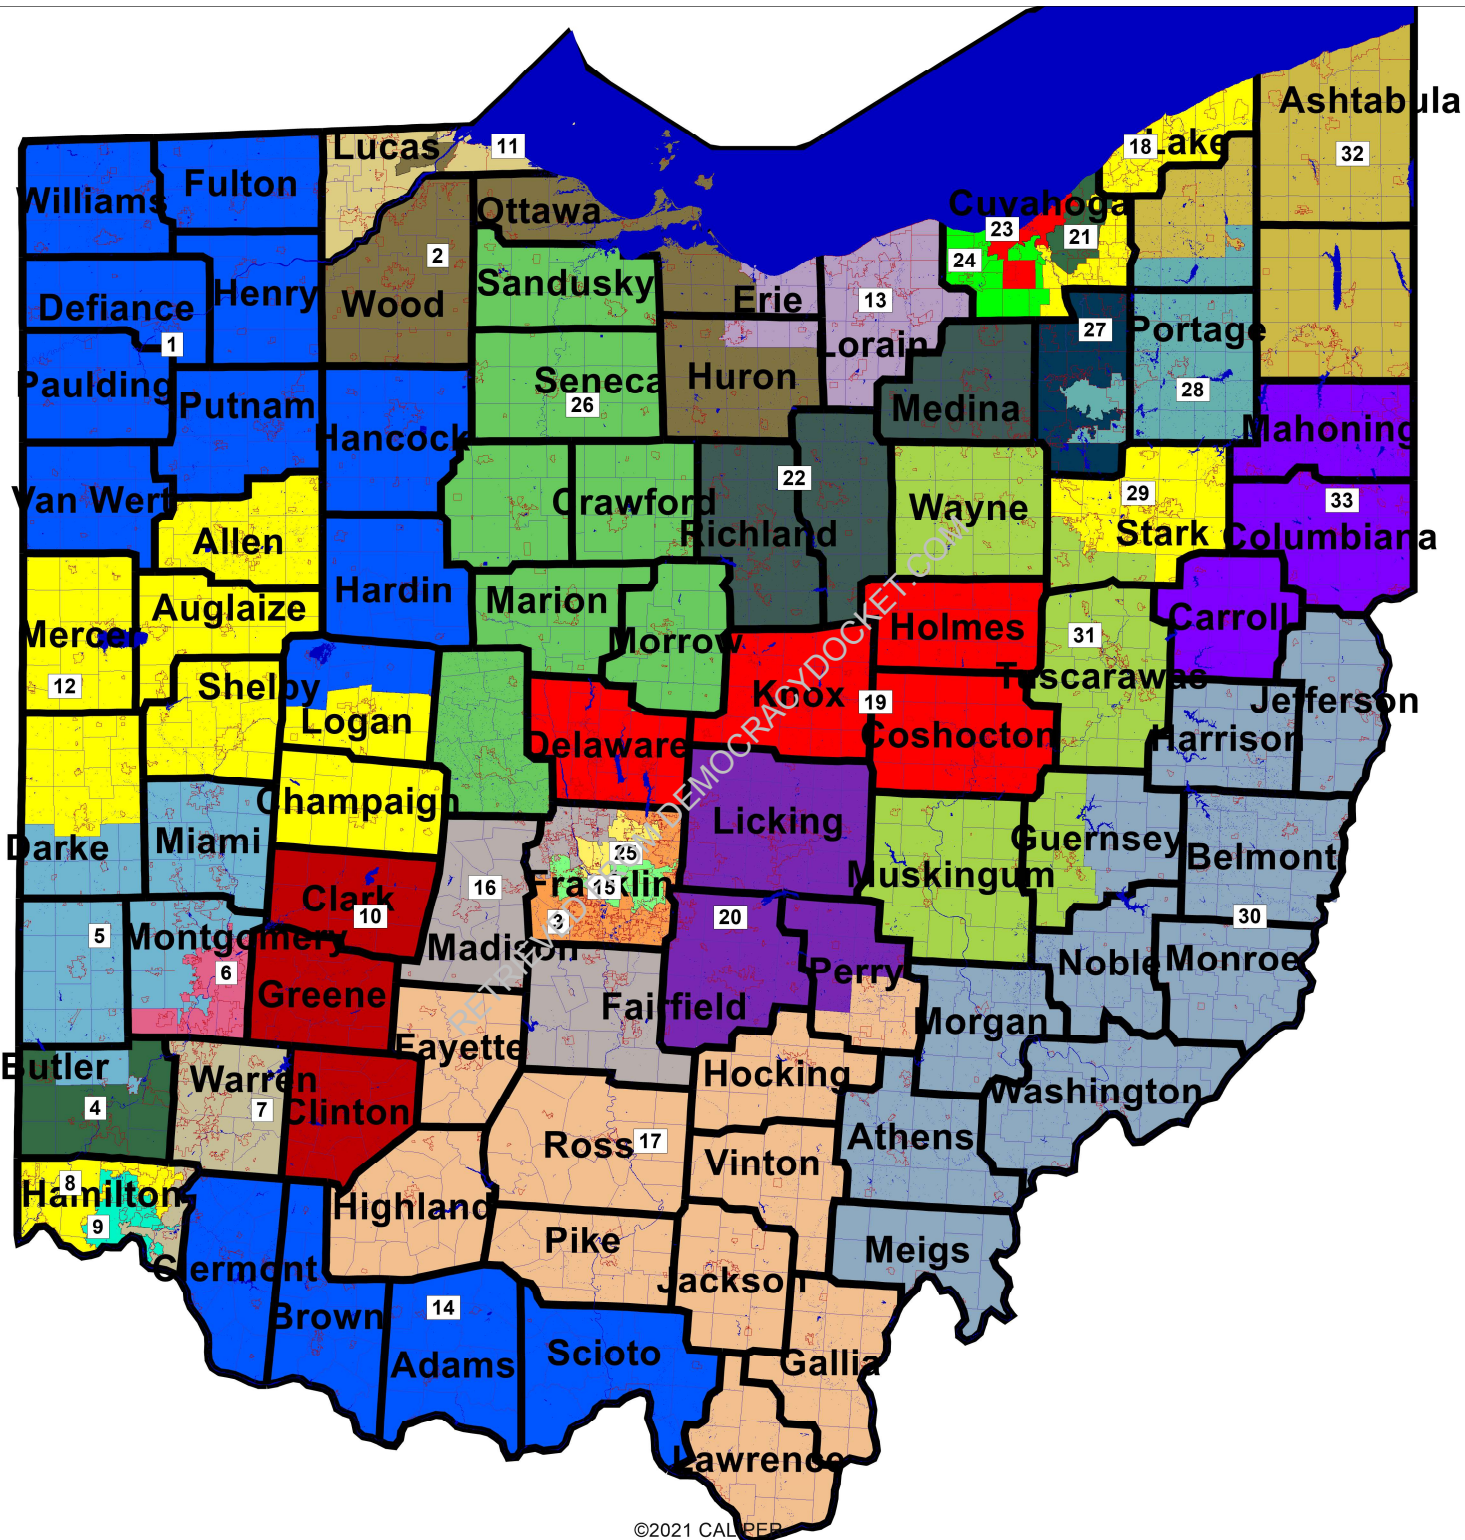 Ashtabula
Lucas
11
18
Lake
32
Williams
Fulton
Cuyahoga
Ottawa
23
21
2
24
Sandusky
Henry
Defiance
Wood
Erie
13
27
Portage
1
Lorain
Paulding
Seneca
Huron
28
Putnam
26
Medina
Hancock
Mahoning
22
29
33
Van Wert
Crawford
Wayne
Allen
Richland
Stark
Columbiana
Hardin
Marion
Auglaize
Carroll
Mercer
Morrow
Holmes
31
12
Shelby
Knox
19
Tuscarawas
Jefferson
Logan
Delaware
Coshocton
Harrison
Champaign
Licking
Darke
Miami
25
Guernsey
Belmont
Franklin
15
Muskingum
16
Clark
10
3
20
30
5
Montgomery
Madison
6
Perry
Noble
Monroe
Greene
Fairfield
Morgan
Fayette
Butler
Warren
Hocking
Washington
4
7
Clinton
Ross
17
Athens
Vinton
8
Hamilton
Highland
9
Pike
Meigs
Clermont
Jackson
Brown
14
Adams
Scioto
Gallia
Lawrence
RETRIEVED FROM DEMOCRACYDOCKET.COM
©2021 CALIPER